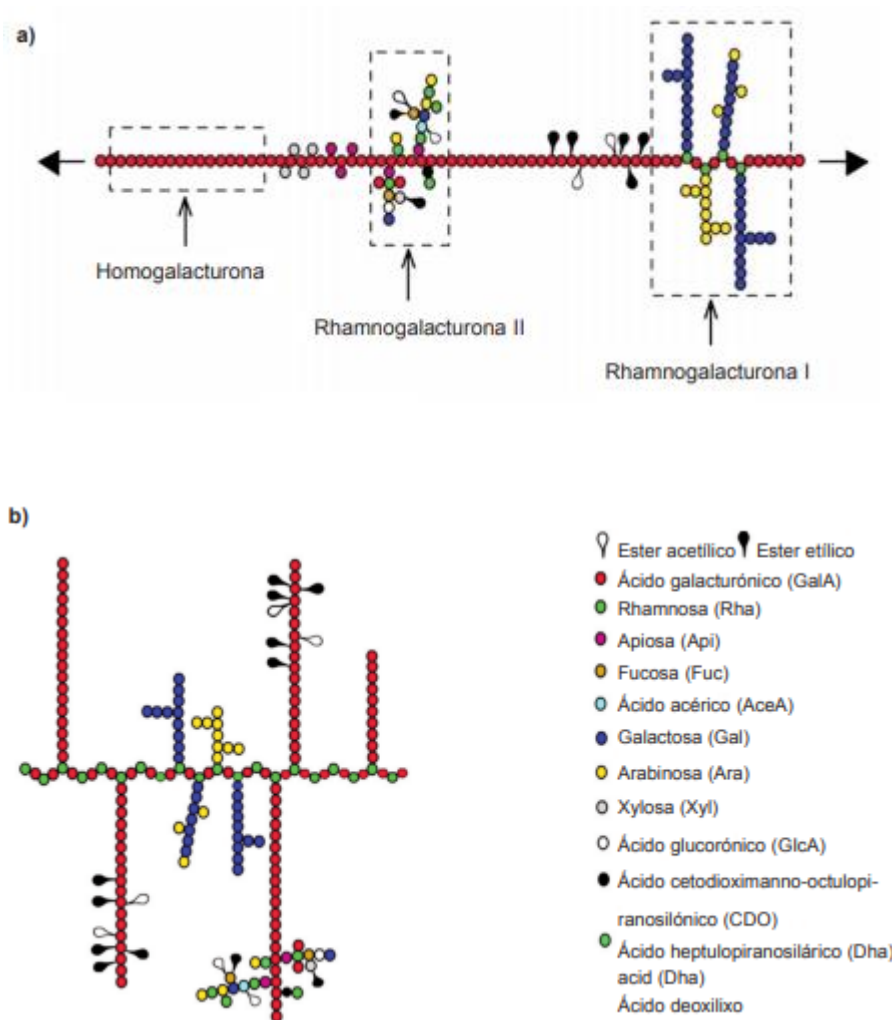 a)
Homogalacturona
Rhamnogalacturona II
Rhamnogalacturona I
b)
Ester acetílico Ester etílico
Ácido galacturónico (GalA)
Rhamnosa (Rha)
Apiosa (Api)
Fucosa (Fuc)
Ácido acérico (AceA)
Galactosa (Gal)
Arabinosa (Ara)
Xylosa (Xyl)
Ácido glucorónico (GlcA)
Ácido cetodioximanno-octulopi-
ranosilónico (CDO)
Ácido heptulopiranosilárico (Dha)
acid (Dha)
Ácido deoxilixo